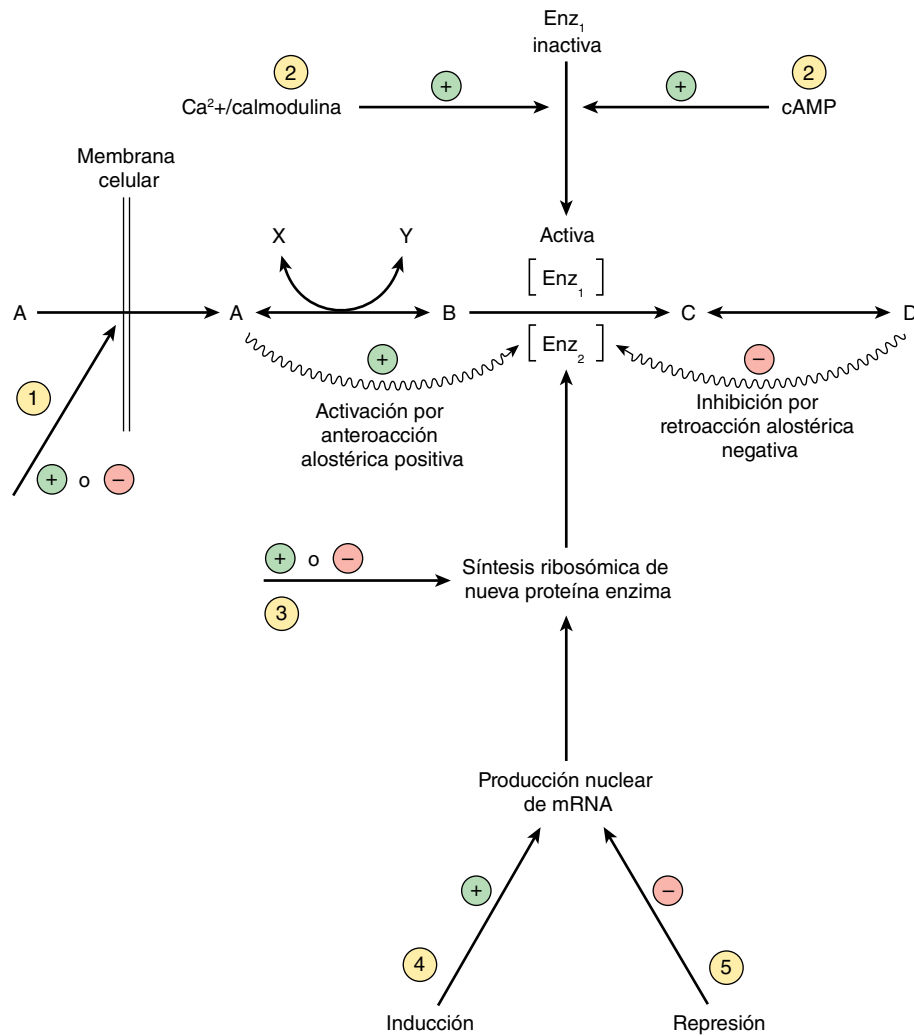 Enz₁
inactiva
2
2
+
+
Ca²+/calmodulina
cAMP
Membrana
celular
X
Y
Activa
[Enz₁]
A
A
B
C
D
[Enz₂]
+
−
1
Activación por
anteroacción
alostérica positiva
Inhibición por
retroacción alostérica
negativa
+ o −
+ o −
3
Síntesis ribosómica de
nueva proteína enzima
Producción nuclear
de mRNA
+
−
4
5
Inducción
Represión